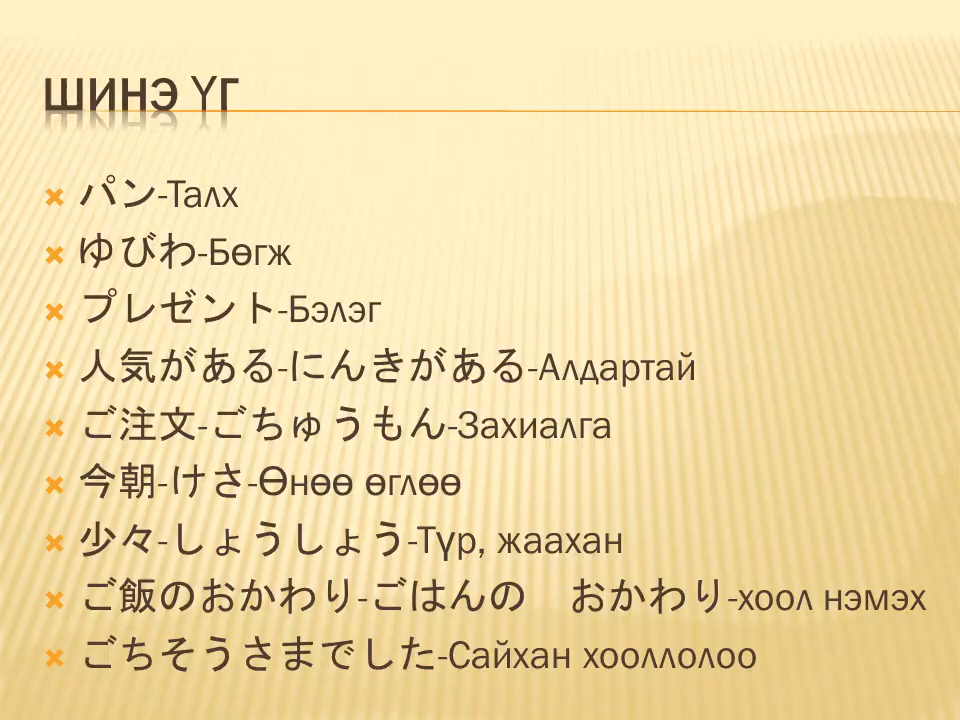 ШИНЭ ҮГ
パン-Талх
ゆびわ-Бөгж
プレゼント-Бэлэг
人気がある-にんきがある-Алдартай
ご注文-ごちゅうもん-Захиалга
今朝-けさ-Өнөө өглөө
少々-しょうしょう-Түр, жаахан
ご飯のおかわり-ごはんの　おかわり-хоол нэмэх
ごちそうさまでした-Сайхан хооллолоо